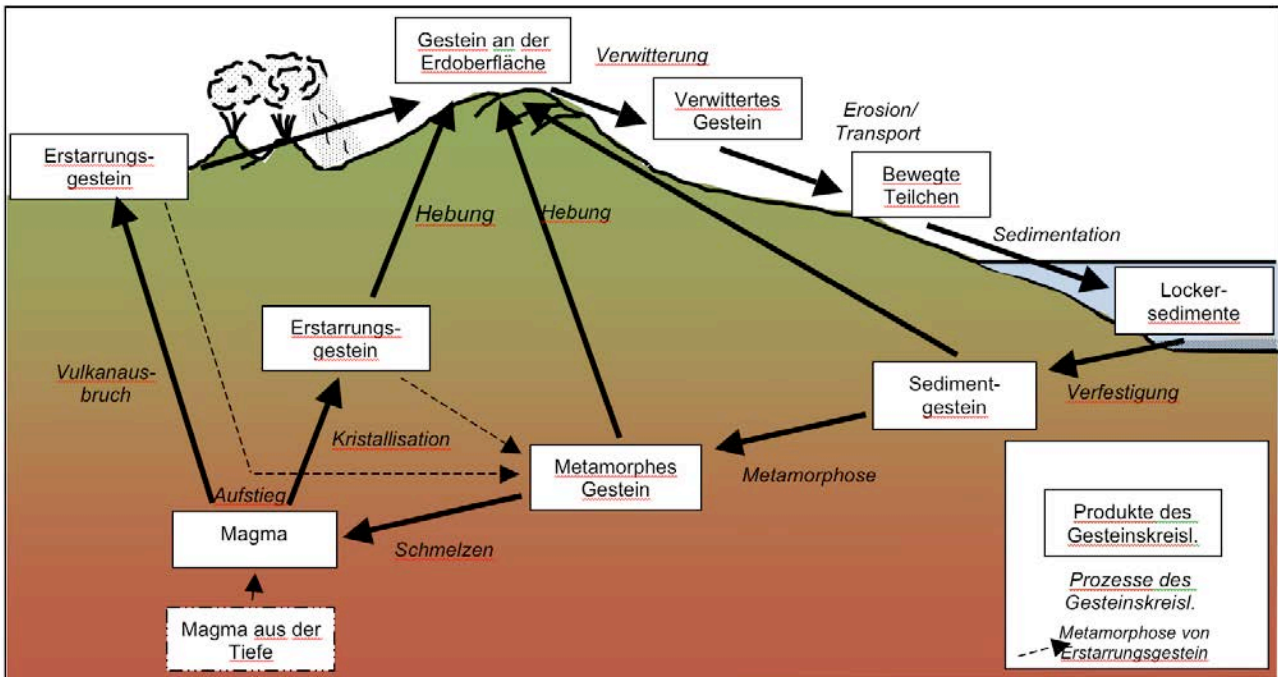 Gestein an der
Erdoberfläche
Verwitterung
Verwittertes
Gestein
Erosion/
Transport
Erstarrungs-
gestein
Bewegte
Teilchen
Hebung
Hebung
Sedimentation
Locker-
sedimente
Erstarrungs-
gestein
Vulkanaus-
bruch
Sediment-
gestein
Verfestigung
Kristallisation
Metamorphes
Gestein
Metamorphose
Aufstieg
Magma
Schmelzen
Magma aus der
Tiefe
Produkte des
Gesteinskreisl.
Prozesse des
Gesteinskreisl.
Metamorphose von
Erstarrungsgestein